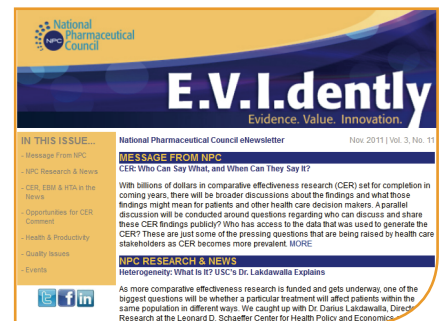 National
Pharmaceutical
Council
NPC
E.V.I.dently
Evidence. Value. Innovation.
IN THIS ISSUE...
- Message From NPC
- NPC Research & News
- CER, EBM & HTA in the
News
- Opportunities for CER
Comment
- Health & Productivity
- Quality Issues
- Events
National Pharmaceutical Council eNewsletter
Nov. 2011 | Vol. 3, No. 11
MESSAGE FROM NPC
CER: Who Can Say What, and When Can They Say It?
With billions of dollars in comparative effectiveness research (CER) set for completion in
coming years, there will be broader discussions about the findings and what those
findings might mean for patients and other health care decision makers. A parallel
discussion will be conducted around questions regarding who can discuss and share
these CER findings publicly? Who has access to the data that was used to generate the
CER? These are just some of the pressing questions that are being raised by health care
stakeholders as CER becomes more prevalent. MORE
NPC RESEARCH & NEWS
Heterogeneity: What Is It? USC's Dr. Lakdawalla Explains
As more comparative effectiveness research is funded and gets underway, one of the
biggest questions will be whether a particular treatment will affect patients within the
same population in different ways. We caught up with Dr. Darius Lakdawalla,
Research at the Leonard D. Schaeffer Center for Health Policy and Economics